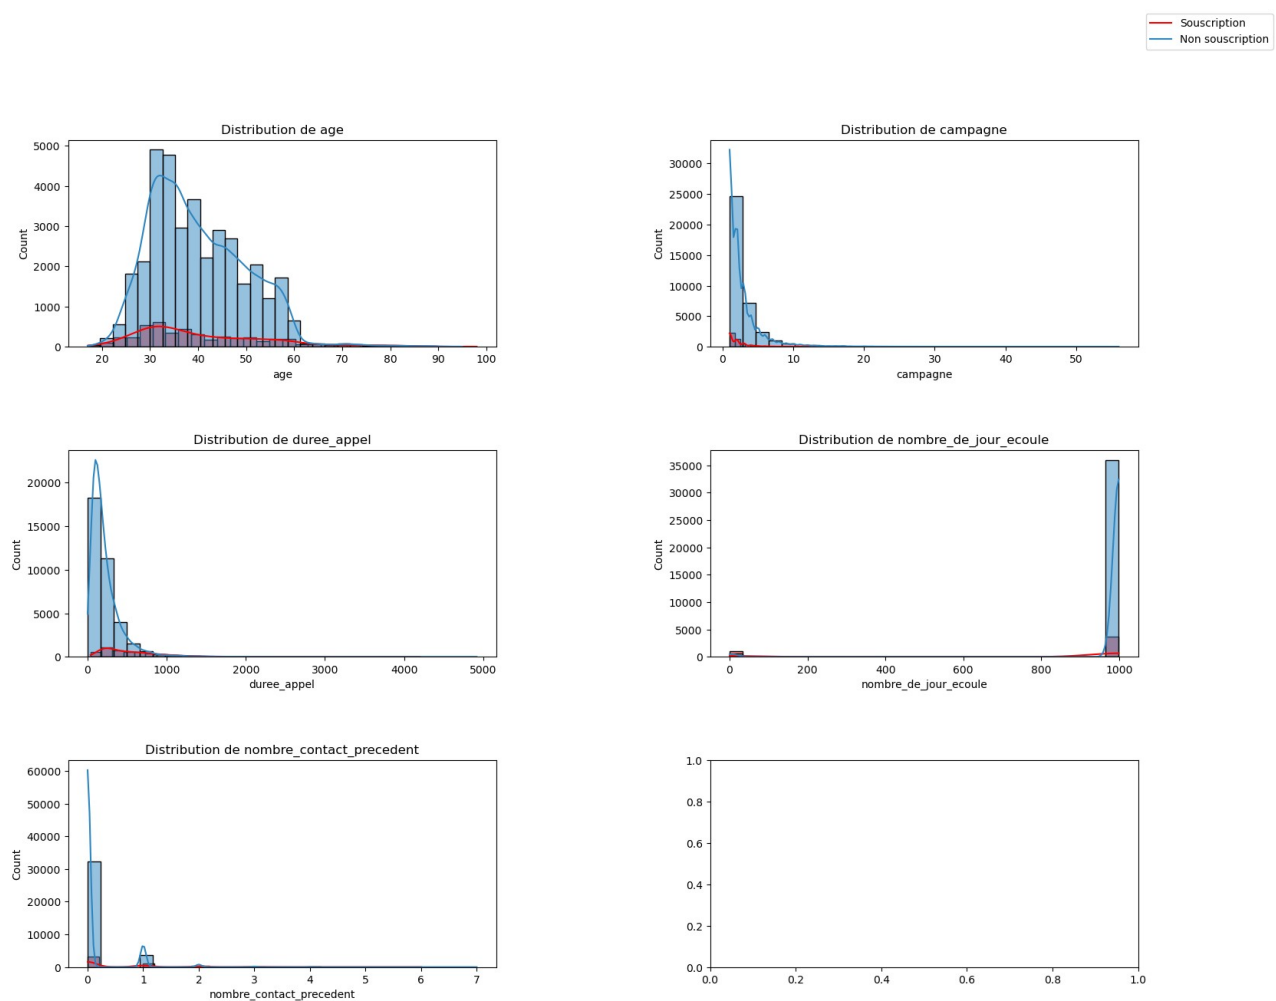 Souscription
Non souscription
Distribution de age
5000
4000
3000
2000
1000
0
Count
20 30 40 50 60 70 80 90 100
age
Distribution de campagne
30000
25000
20000
15000
10000
5000
0
Count
0 10 20 30 40 50
campagne
Distribution de duree_appel
20000
15000
10000
5000
0
Count
0 1000 2000 3000 4000 5000
duree_appel
Distribution de nombre_de_jour_ecoule
35000
30000
25000
20000
15000
10000
5000
0
Count
0 200 400 600 800 1000
nombre_de_jour_ecoule
Distribution de nombre_contact_precedent
60000
50000
40000
30000
20000
10000
0
Count
0 1 2 3 4 5 6 7
nombre_contact_precedent
1.0
0.8
0.6
0.4
0.2
0.0
0.0 0.2 0.4 0.6 0.8 1.0